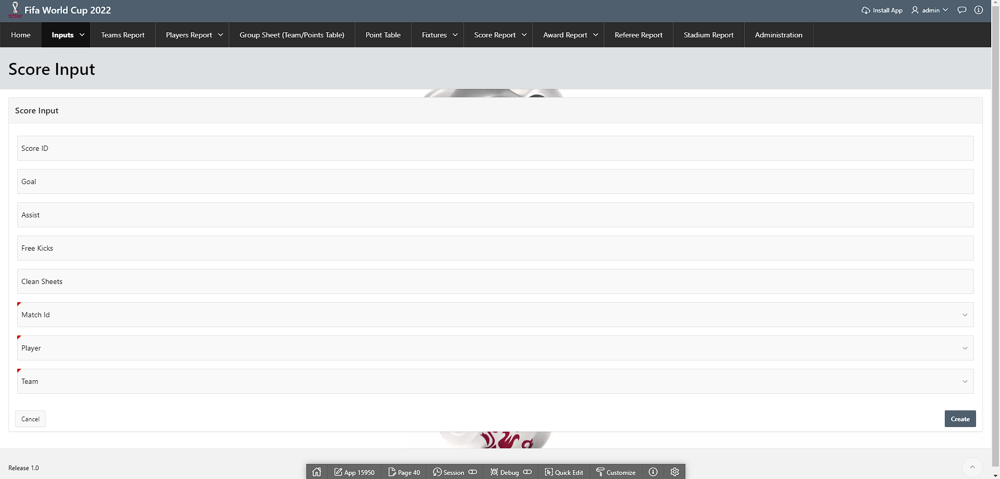 Fifa World Cup 2022
Install App
admin
Home
Inputs
Teams Report
Players Report
Group Sheet (Team/Points Table)
Point Table
Fixtures
Score Report
Award Report
Referee Report
Stadium Report
Administration
Score Input
Score Input
Score ID
Goal
Assist
Free Kicks
Clean Sheets
Match Id
Player
Team
Cancel
Create
Release 1.0
App 15950
Page 40
Session
Debug
Quick Edit
Customize